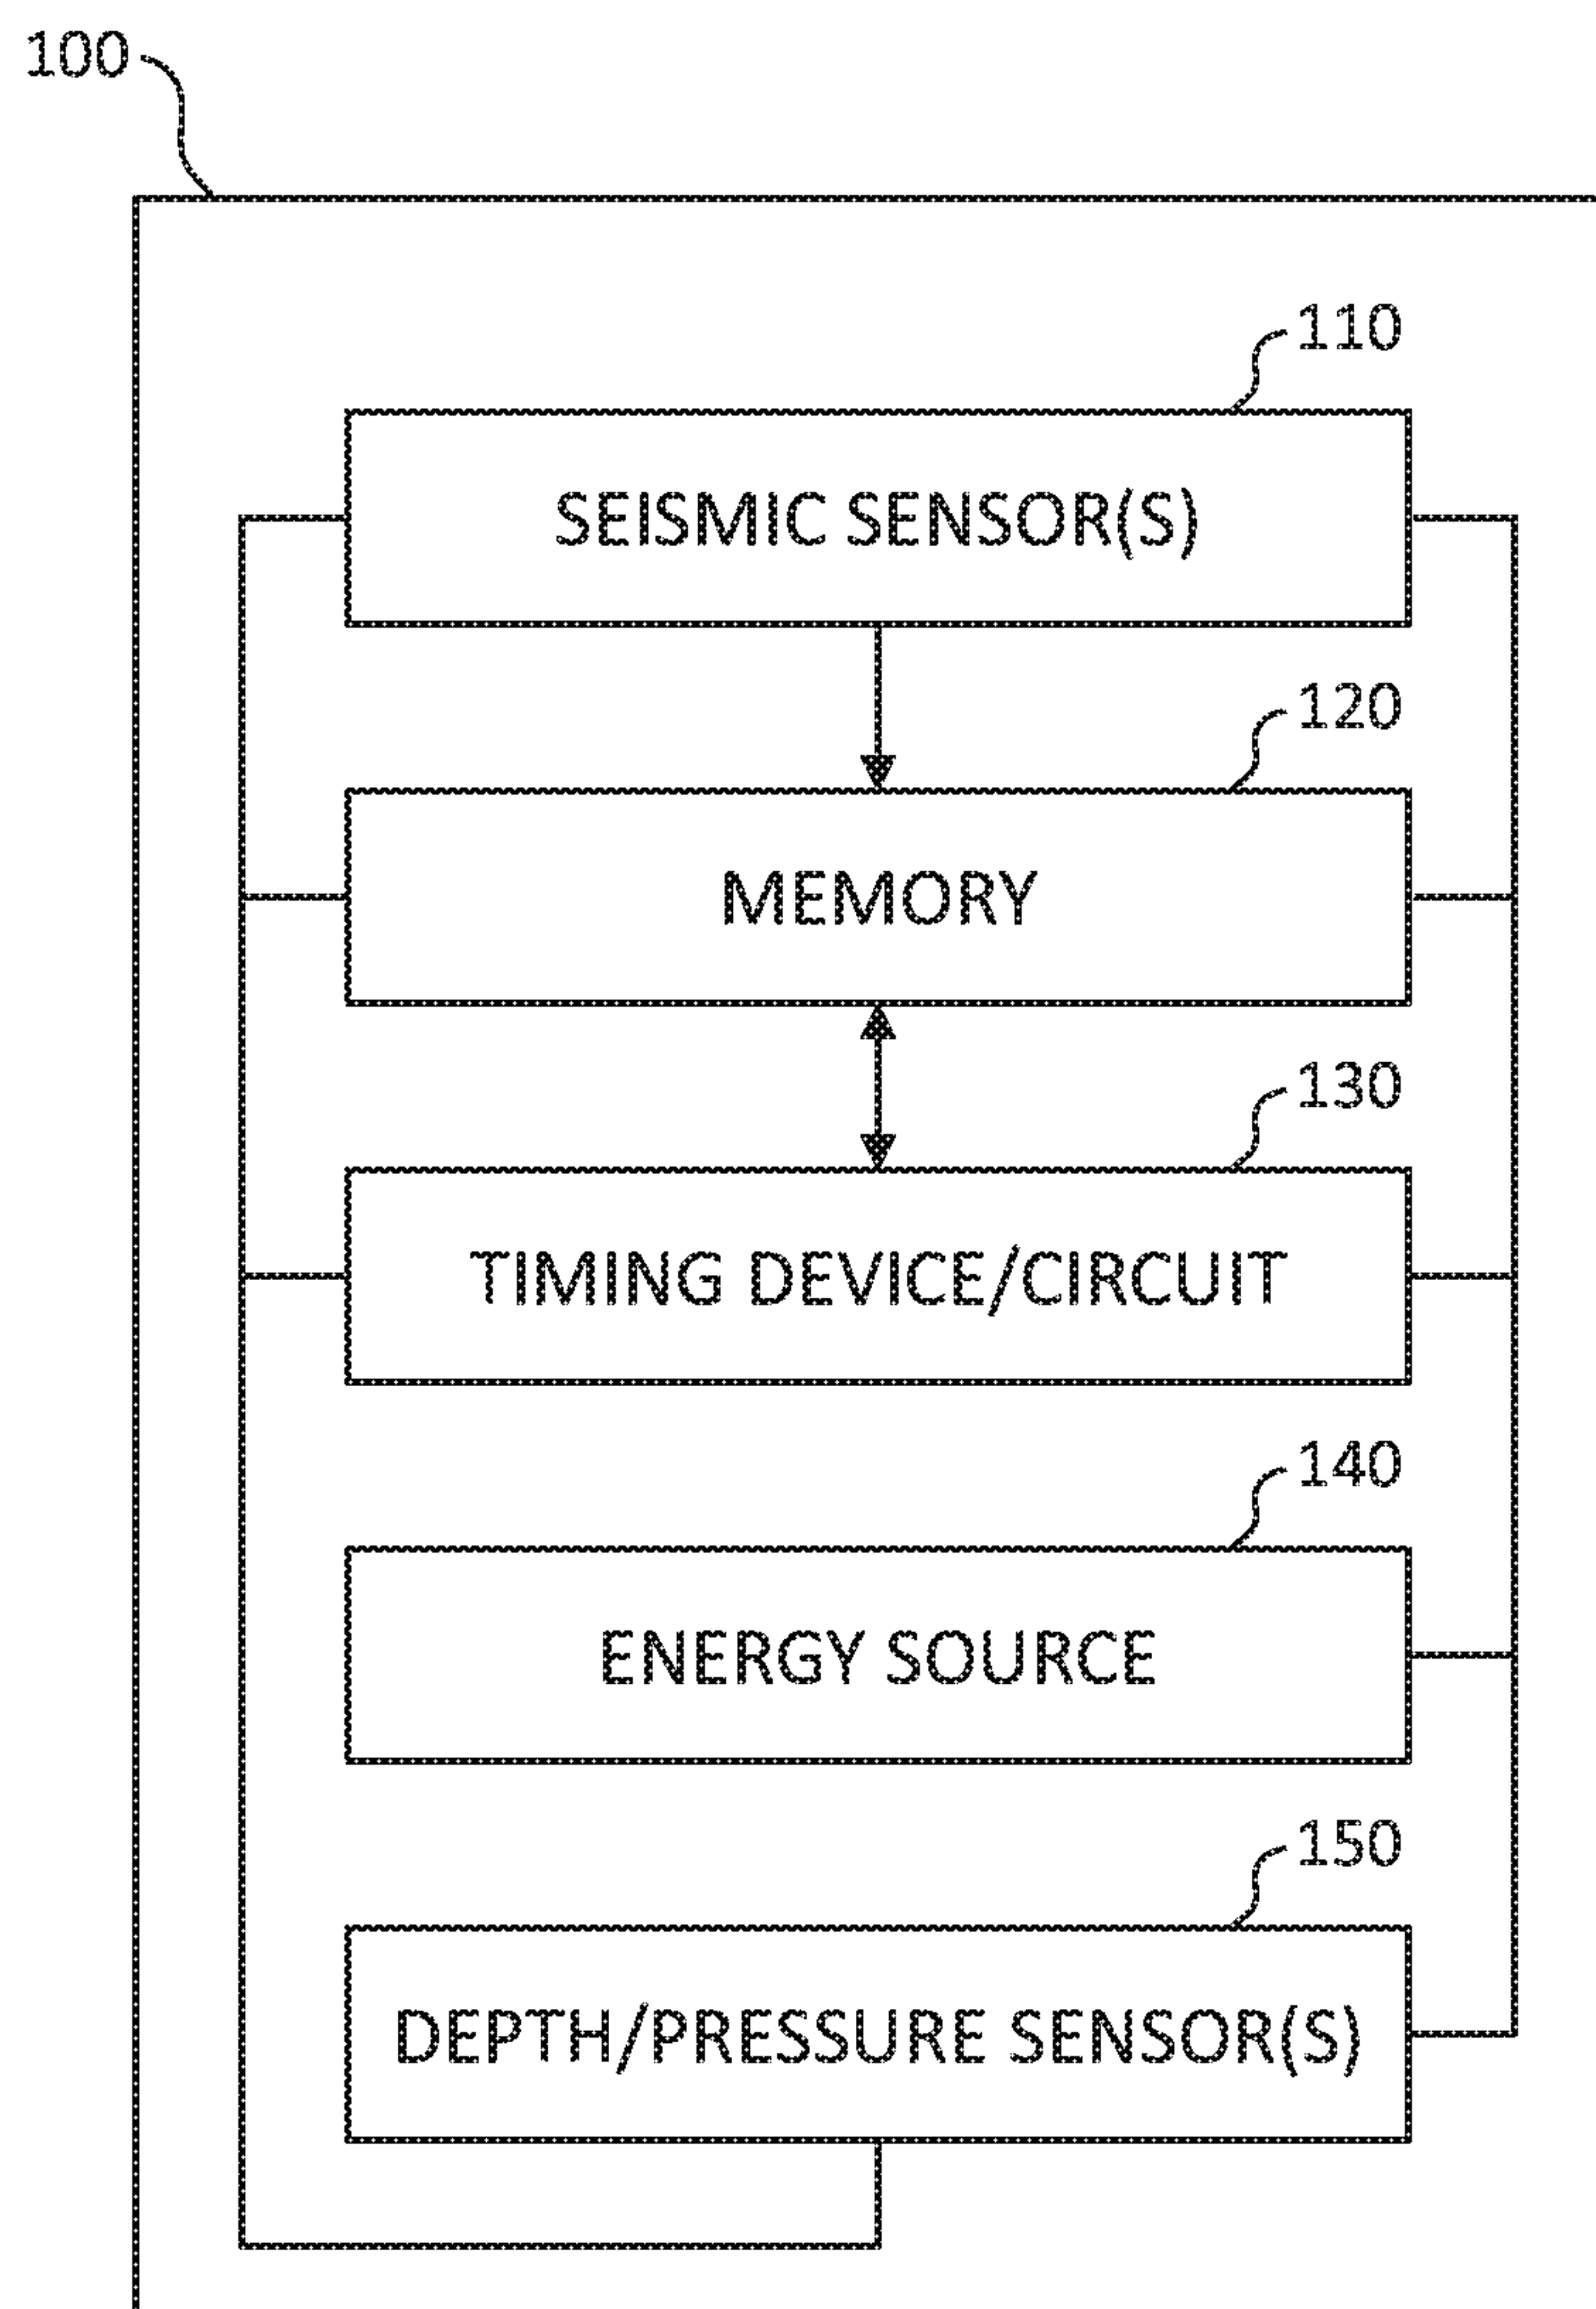 100
110
SEISMIC SENSOR(S)
120
MEMORY
130
TIMING DEVICE/CIRCUIT
140
ENERGY SOURCE
150
DEPTH/PRESSURE SENSOR(S)